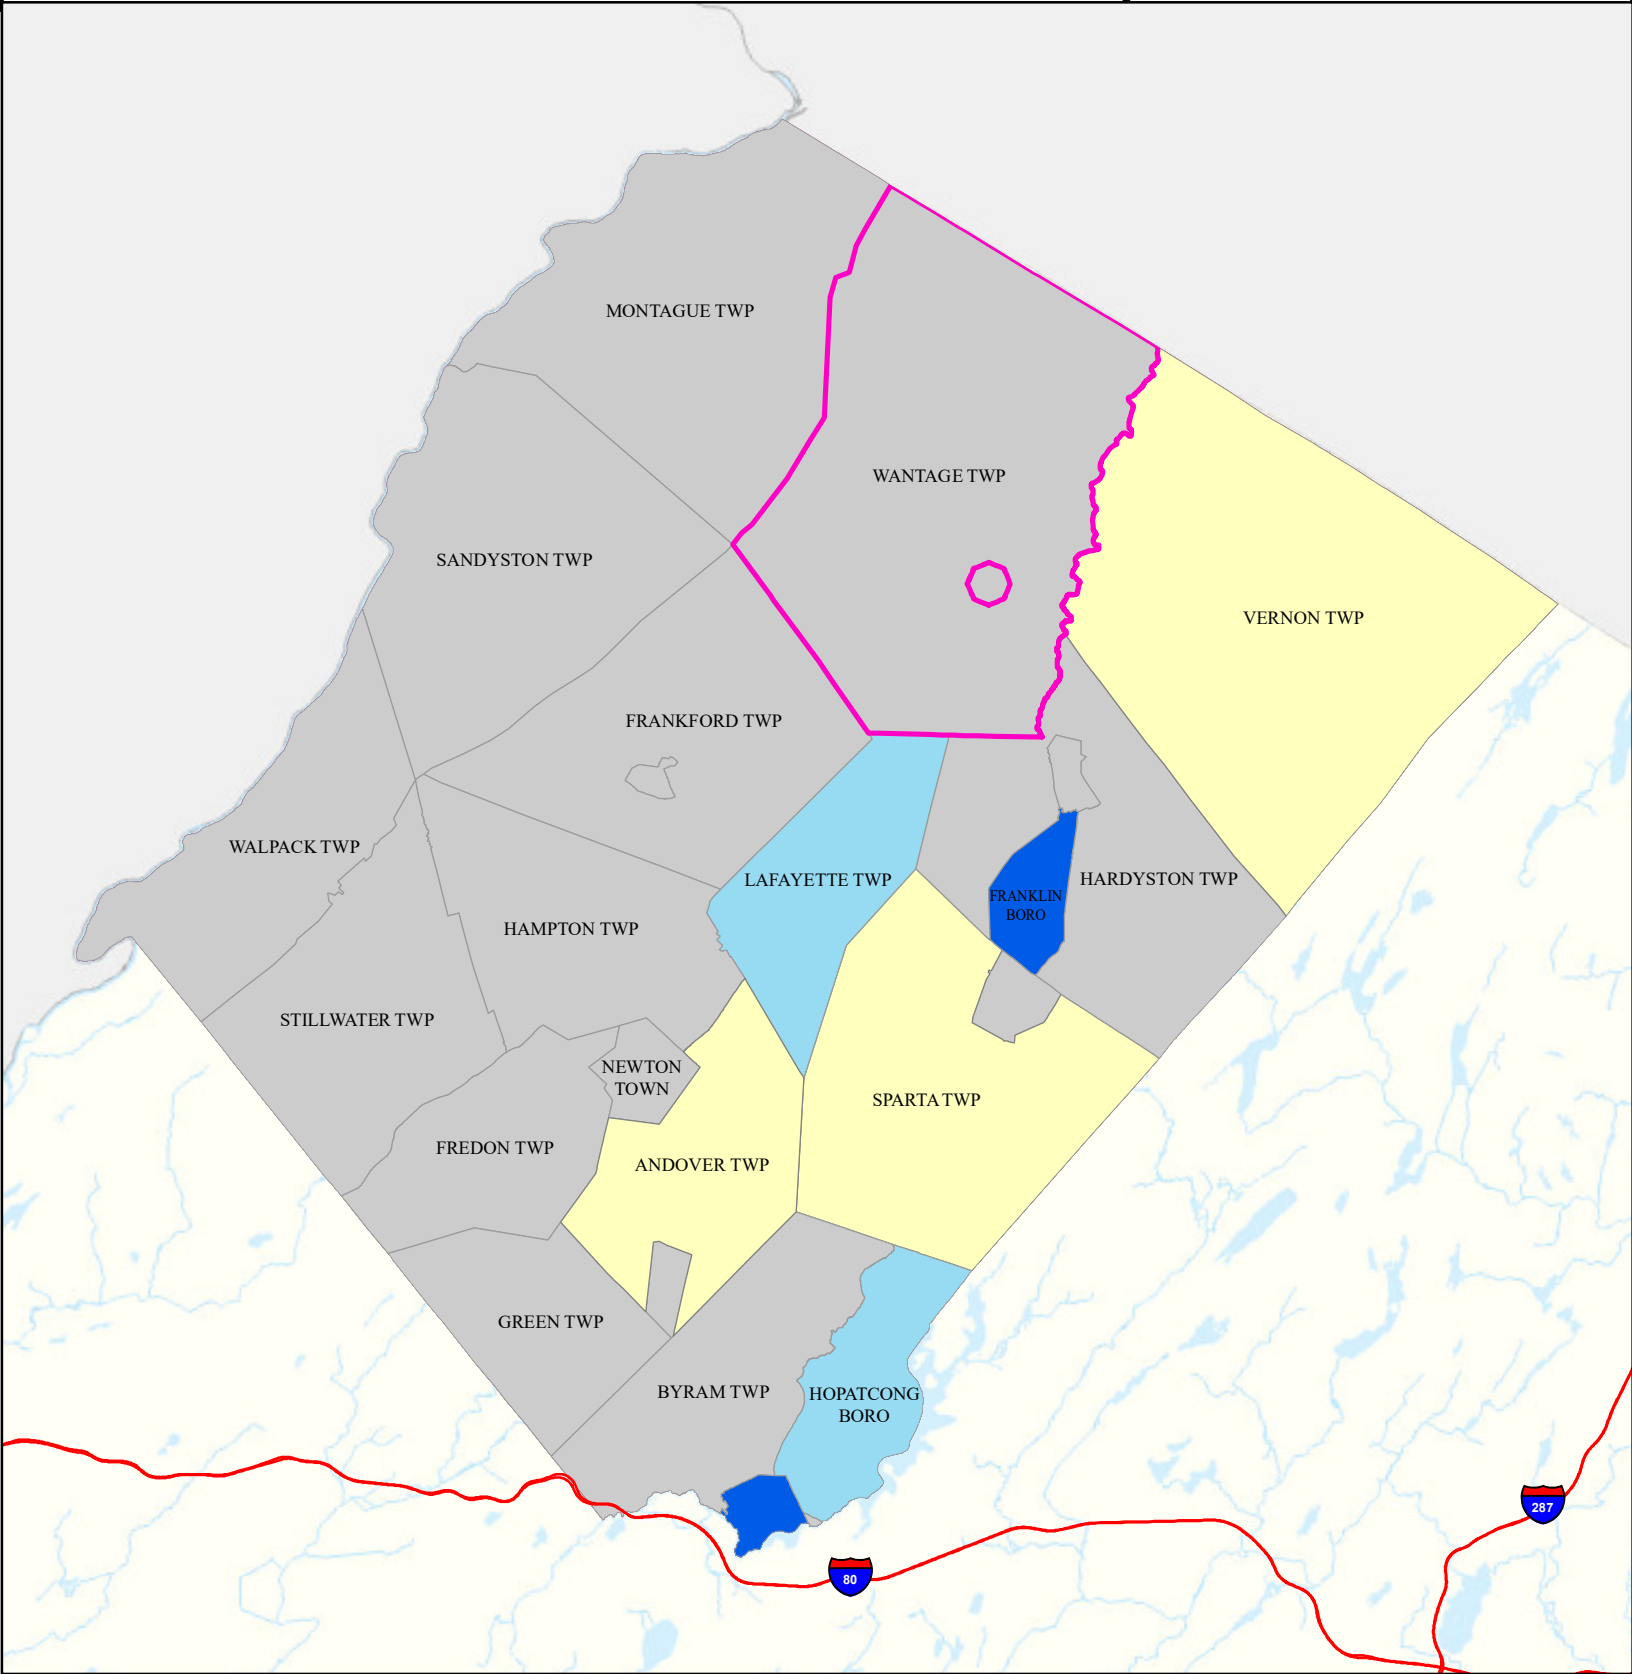 MONTAGUE TWP
WANTAGE TWP
SANDYSTON TWP
VERNON TWP
FRANKFORD TWP
WALPACK TWP
LAFAYETTE TWP
HARDYSTON TWP
FRANKLIN
BORO
HAMPTON TWP
STILLWATER TWP
NEWTON
TOWN
SPARTA TWP
FREDON TWP
ANDOVER TWP
GREEN TWP
BYRAM TWP
HOPATCONG
BORO
287
80